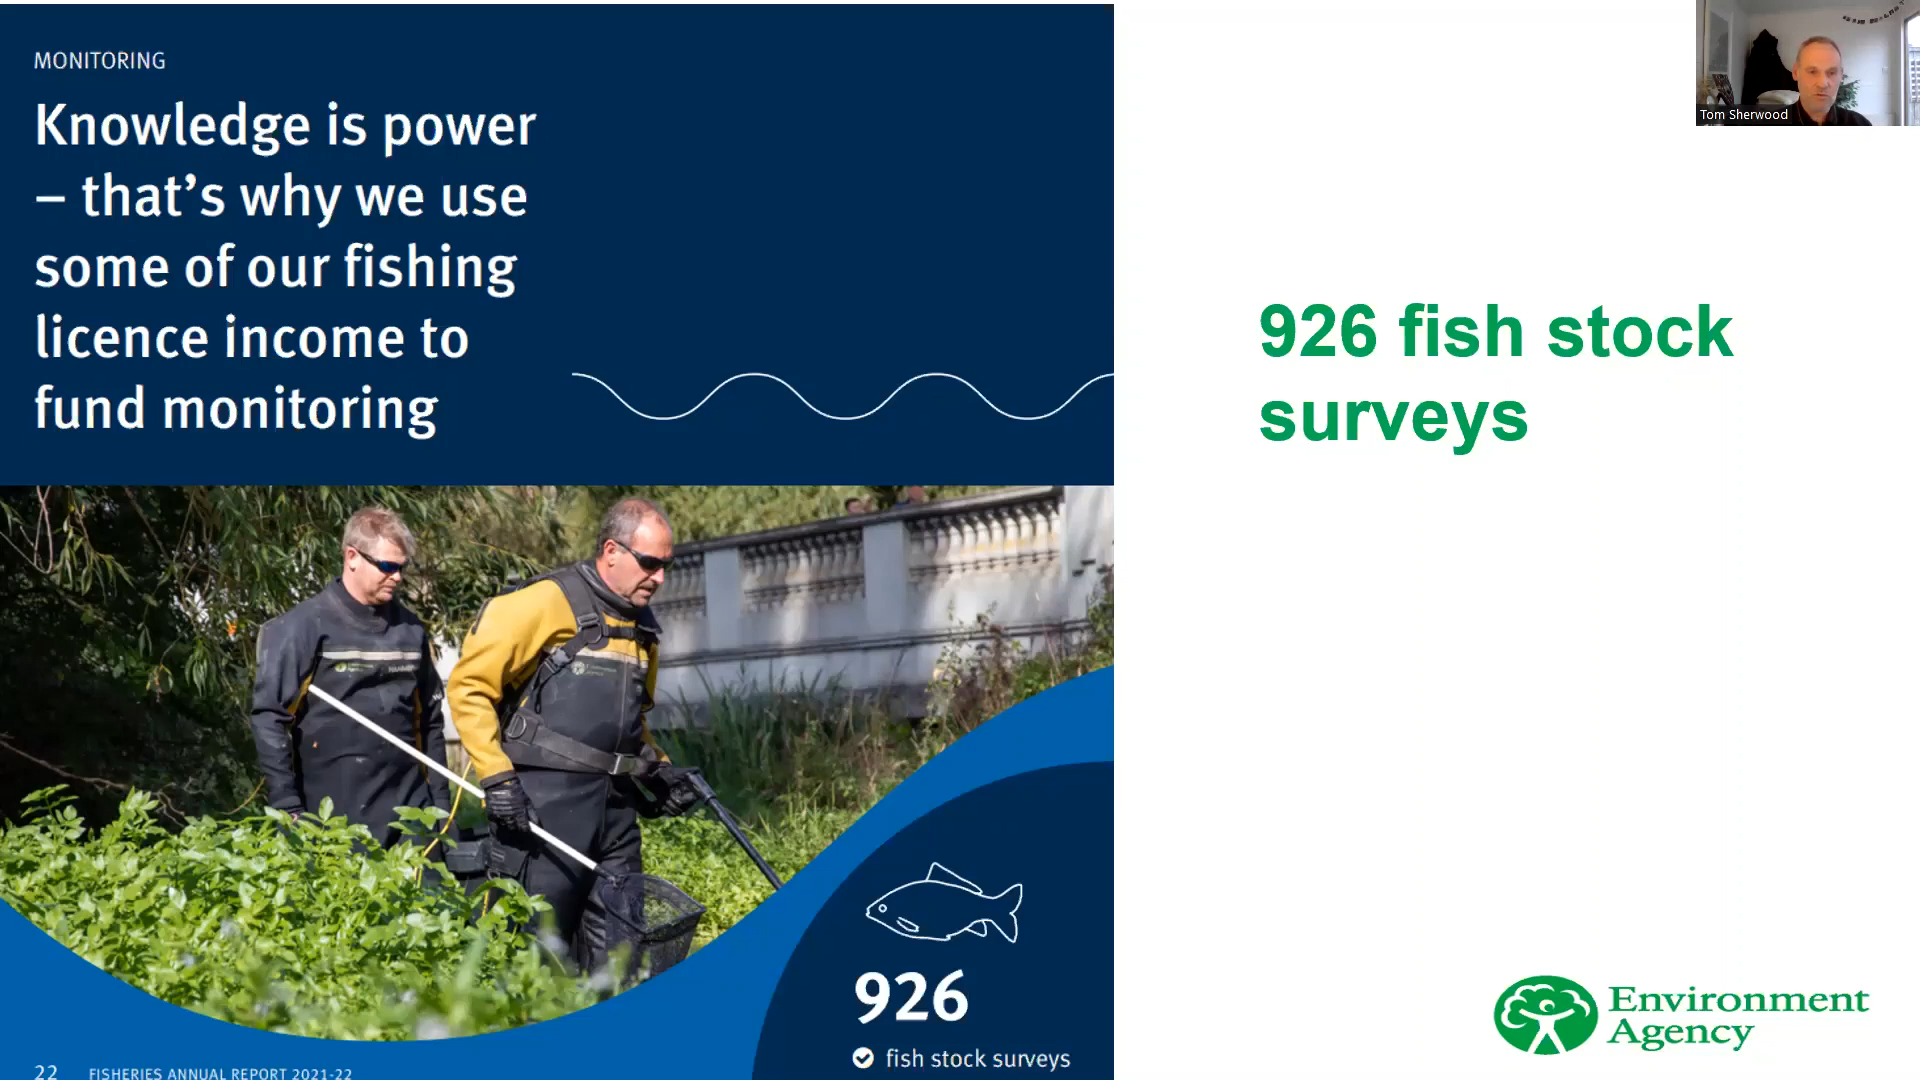 MONITORING
Knowledge is power
– that’s why we use
some of our fishing
licence income to
fund monitoring
926
fish stock surveys
22 FISHERIES ANNUAL REPORT 2021-22
926 fish stock
surveys
Tom Sherwood
Environment
Agency